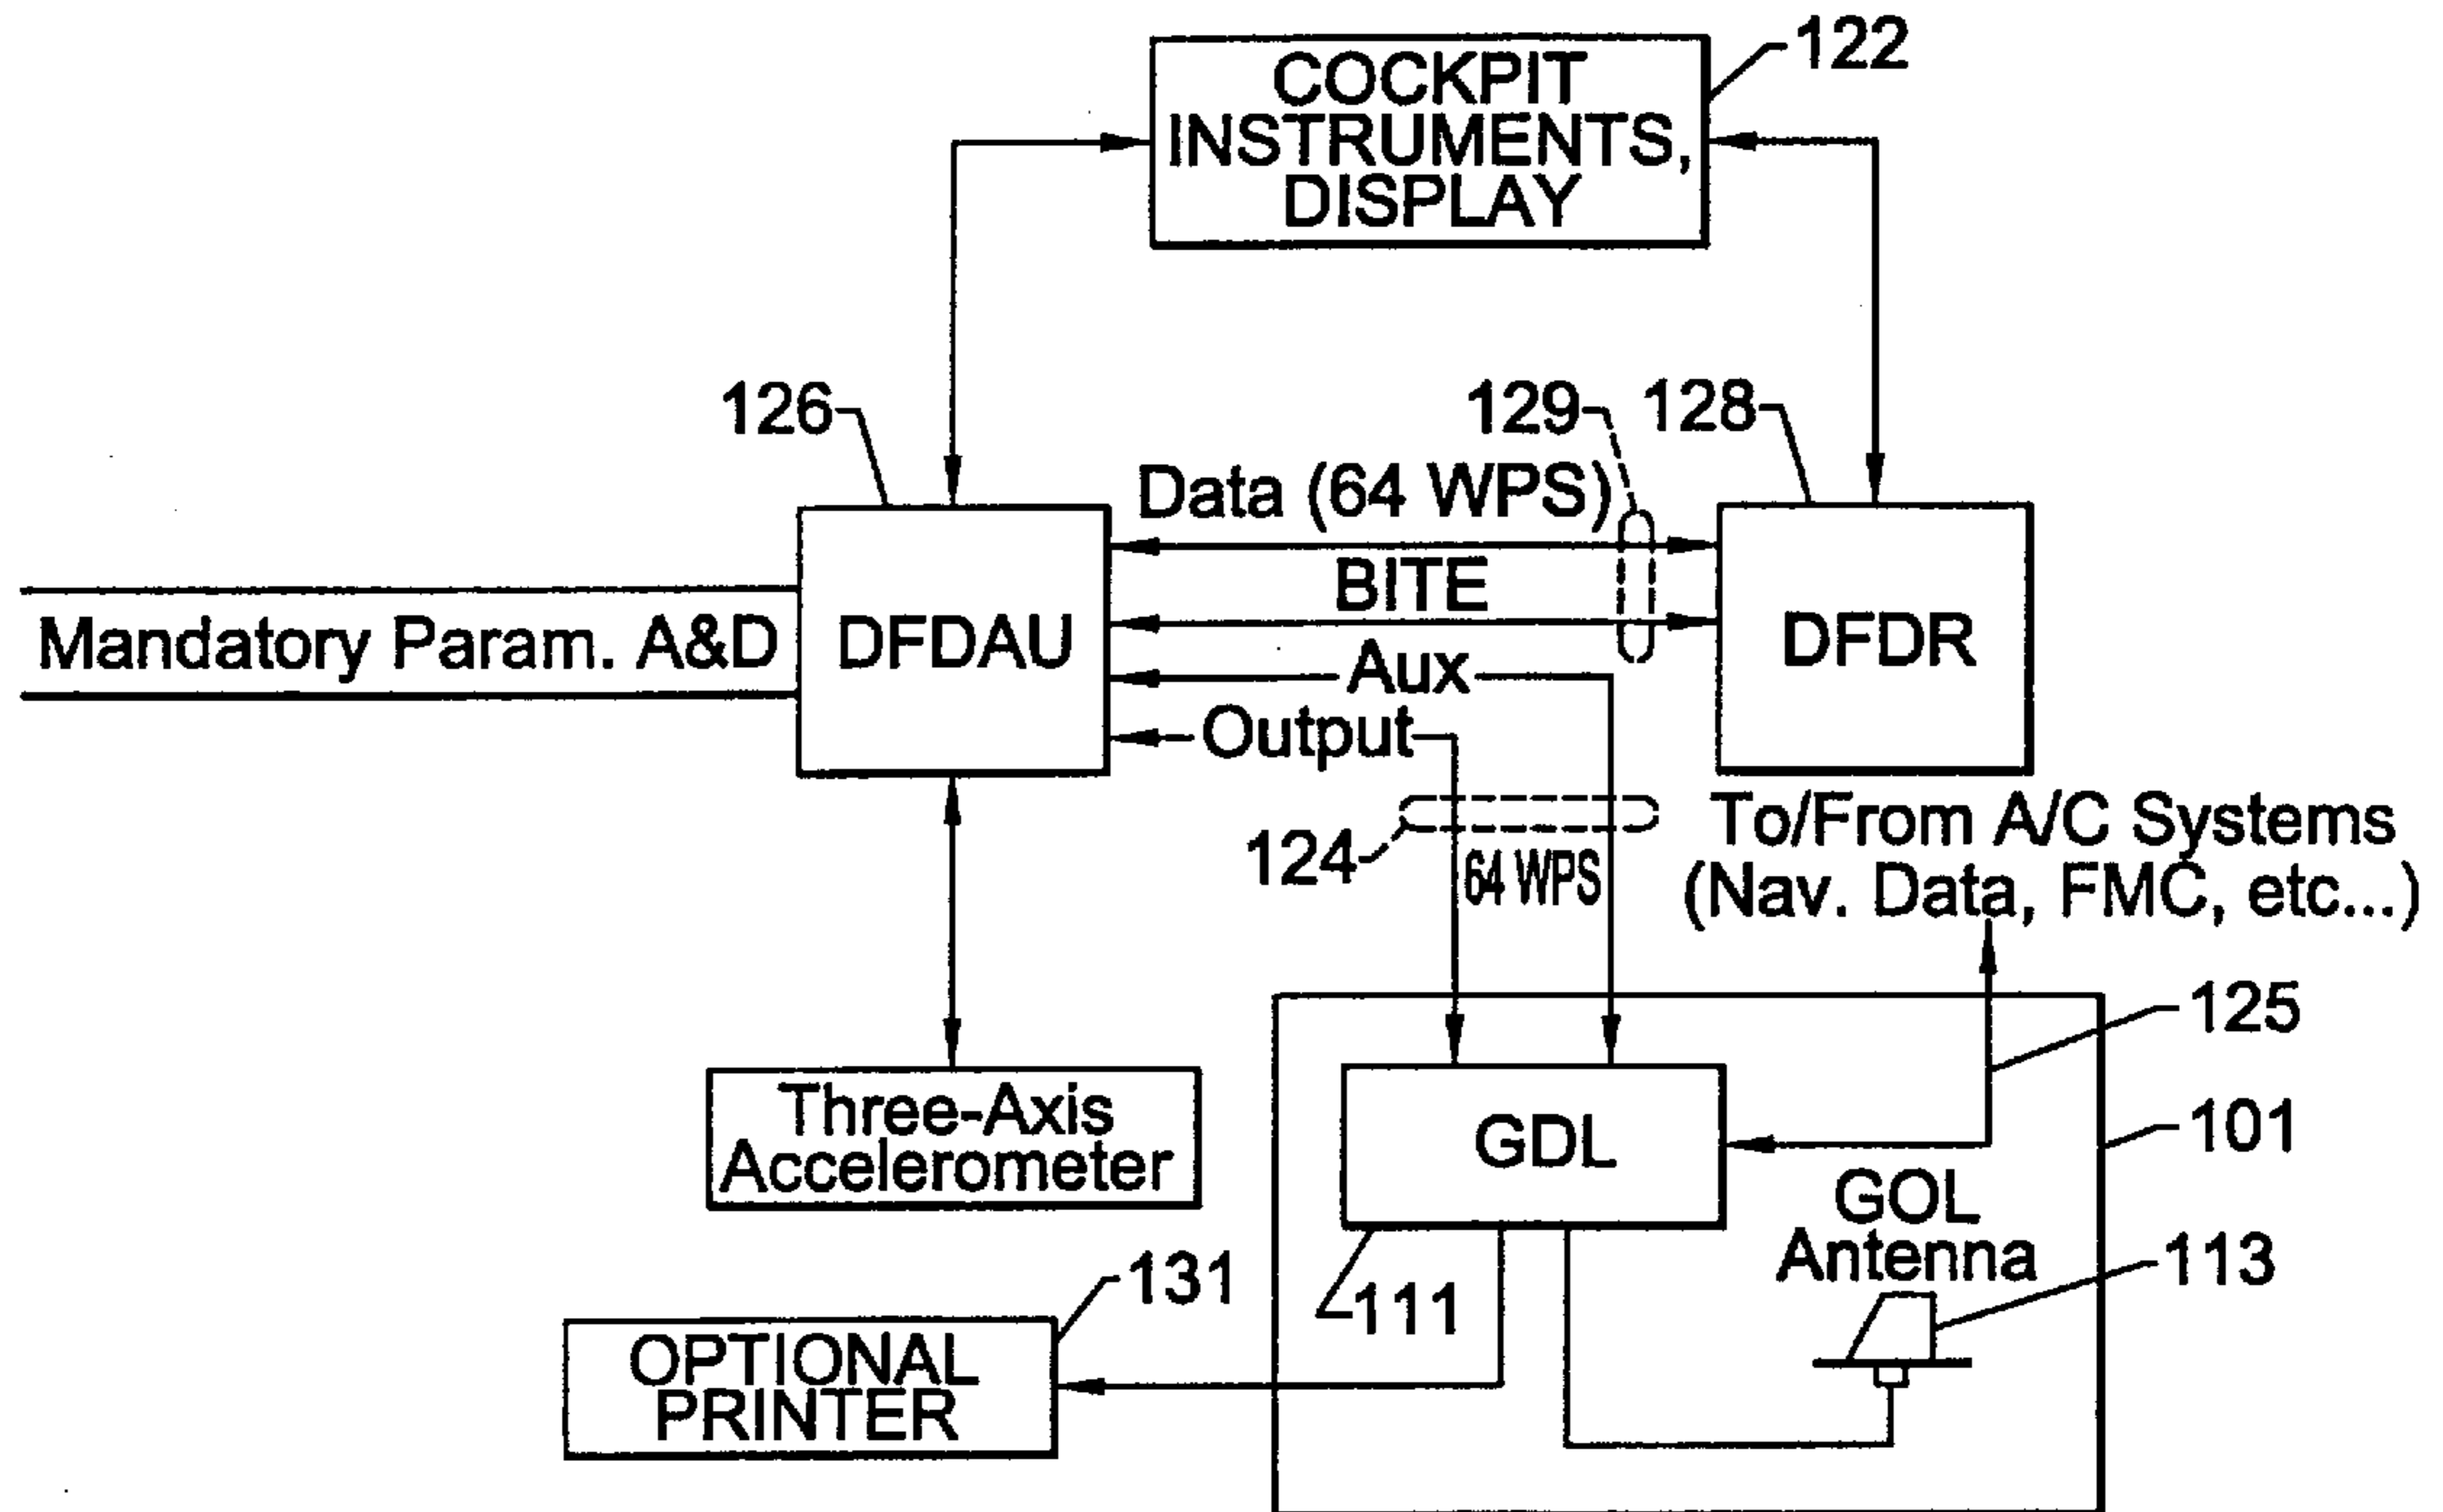 COCKPIT
INSTRUMENTS,
DISPLAY
122
126
129
128
Data (64 WPS)
BITE
Mandatory Param. A&D
DFDAU
DFDR
Aux
Output
124
64 WPS
To/From A/C Systems
(Nav. Data, FMC, etc...)
125
Three-Axis
Accelerometer
GDL
101
GOL
Antenna
113
111
131
OPTIONAL
PRINTER